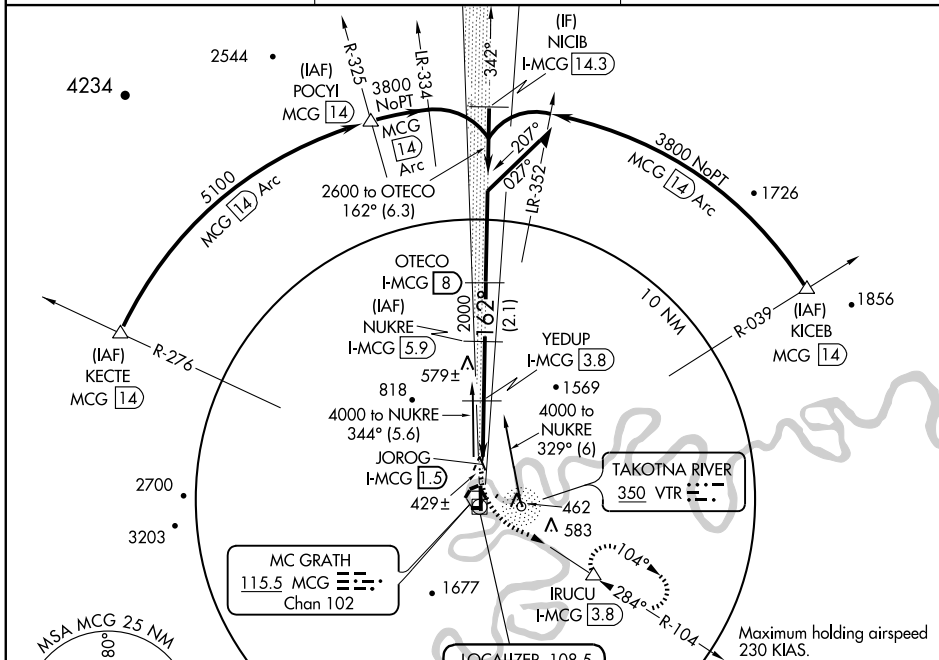 (IF)
NICIB
I-MCG 14.3
342°
R-325
LR-334
2544
4234
(IAF)
POCYI
MCG 14
3800
NoPT
MCG
14
Arc
207°
027°
LR-352
3800 NoPT
MCG 14 Arc
1726
5100
MCG 14 Arc
2600 to OTECO
162° (6.3)
OTECO
I-MCG 8
(IAF)
NUKRE
I-MCG 5.9
2000
162°
(2.1)
10 NM
R-039
(IAF)
KICEB
MCG 14
1856
(IAF)
KECTE
MCG 14
R-276
YEDUP
I-MCG 3.8
579±
818
1569
4000 to NUKRE
344° (5.6)
4000 to
NUKRE
329° (6)
JOROG
I-MCG 1.5
429±
TAKOTNA RIVER
350 VTR
462
583
2700
3203
MC GRATH
115.5 MCG
Chan 102
1677
104°
IRUCU
I-MCG 3.8
284°
R-104
Maximum holding airspeed
230 KIAS.
MSA MCG 25 NM
80°
LOCALIZER 108.5